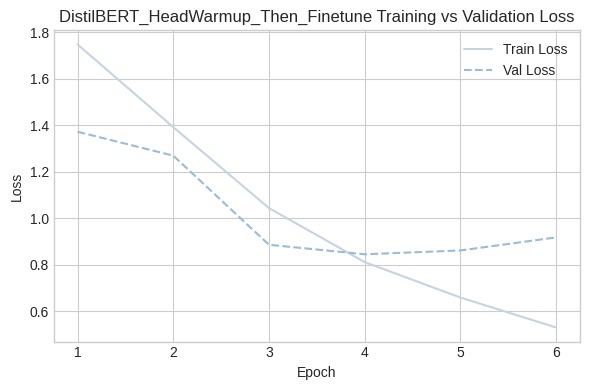 DistilBERT_HeadWarmup_Then_Finetune Training vs Validation Loss
Train Loss
Val Loss
Loss
1.8
1.6
1.4
1.2
1.0
0.8
0.6
1 2 3 4 5 6
Epoch